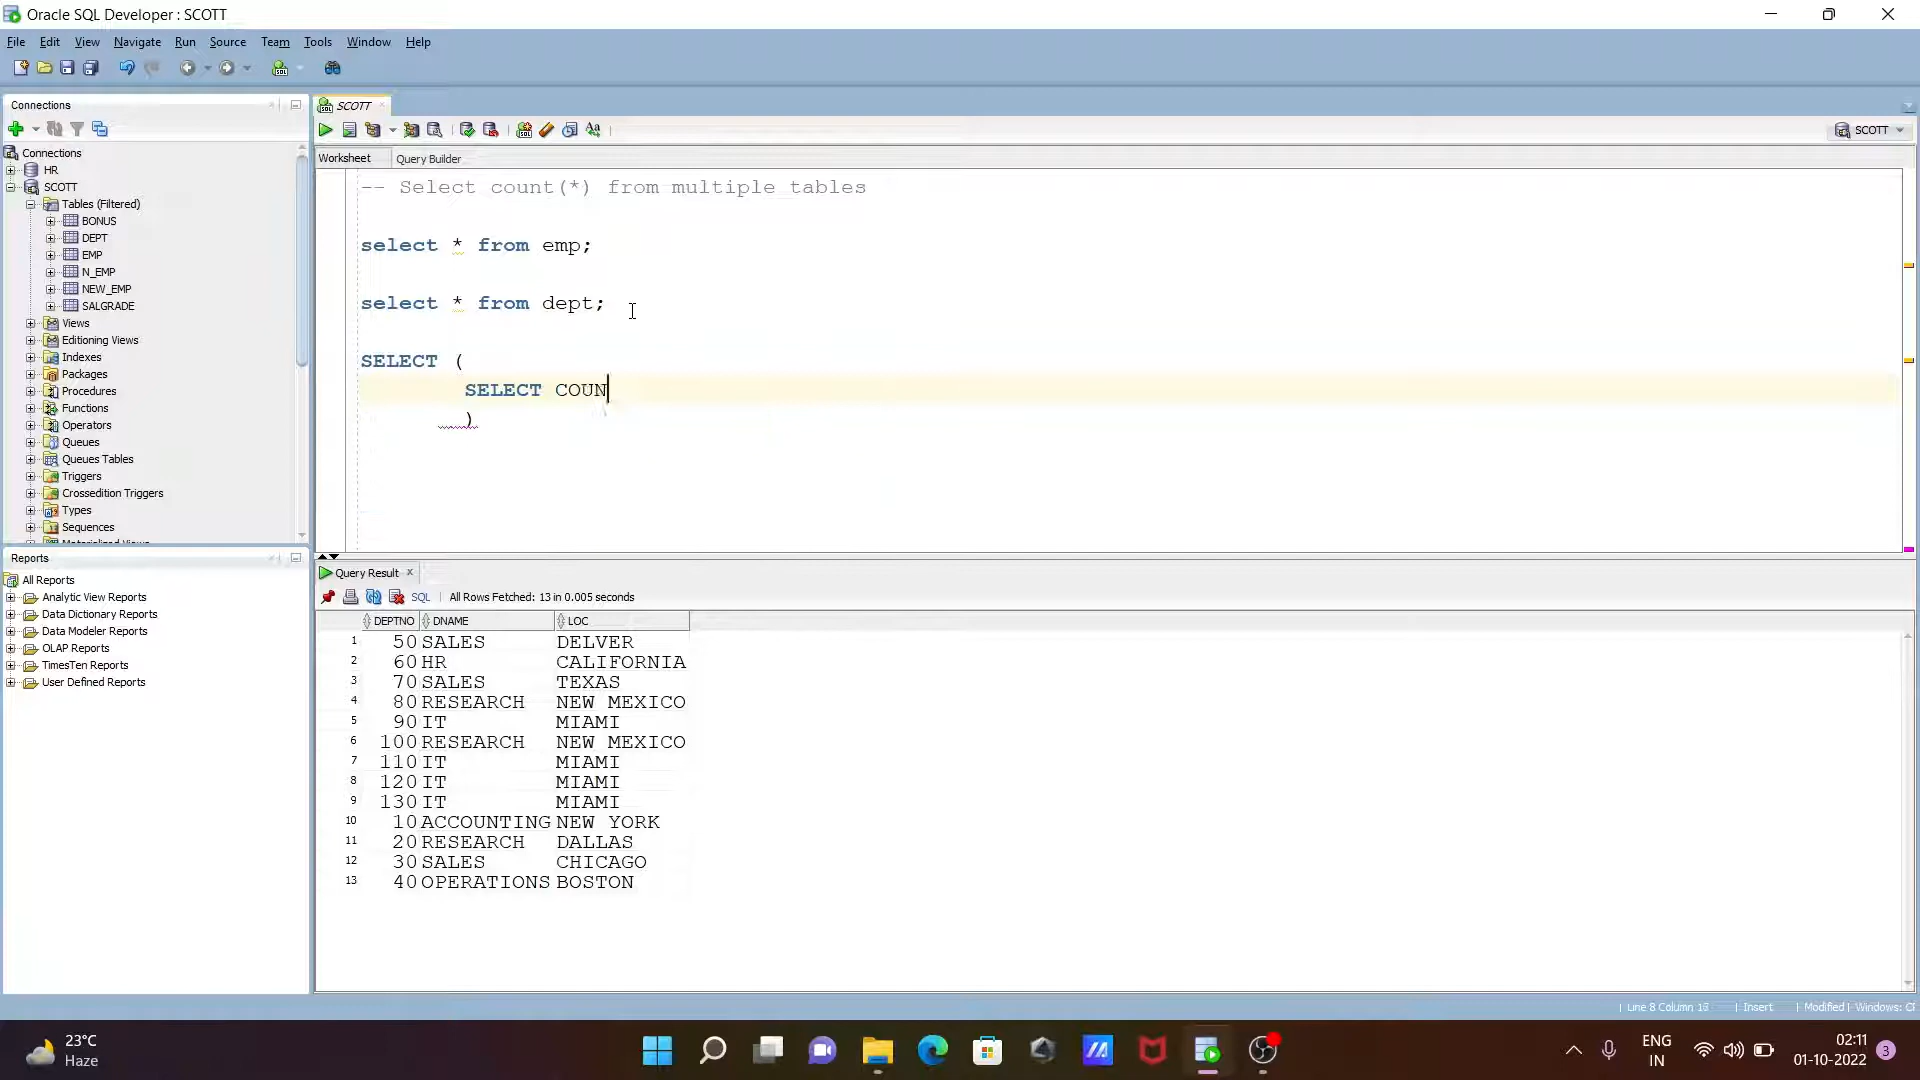 Oracle SQL Developer : SCOTT
File Edit View Navigate Run Source Team Tools Window Help
Connections
Connections
HR
SCOTT
Tables (Filtered)
BONUS
DEPT
EMP
N_EMP
NEW_EMP
SALGRADE
Views
Editioning Views
Indexes
Packages
Procedures
Functions
Operators
Queues
Queues Tables
Triggers
Crossedition Triggers
Types
Sequences
Reports
All Reports
Analytic View Reports
Data Dictionary Reports
Data Modeler Reports
OLAP Reports
TimesTen Reports
User Defined Reports
SCOTT
SCOTT
Worksheet Query Builder
-- Select count(*) from multiple tables
select * from emp;
select * from dept;
SELECT (
SELECT COUN
)
Query Result
SQL | All Rows Fetched: 13 in 0.005 seconds
DEPTNO DNAME LOC
1 50 SALES DELVER
2 60 HR CALIFORNIA
3 70 SALES TEXAS
4 80 RESEARCH NEW MEXICO
5 90 IT MIAMI
6 100 RESEARCH NEW MEXICO
7 110 IT MIAMI
8 120 IT MIAMI
9 130 IT MIAMI
10 10 ACCOUNTING NEW YORK
11 20 RESEARCH DALLAS
12 30 SALES CHICAGO
13 40 OPERATIONS BOSTON
| Line 8 Column 16 | Insert | Modified | Windows:
23°C
Haze
ENG
IN
02:11
01-10-2022
3